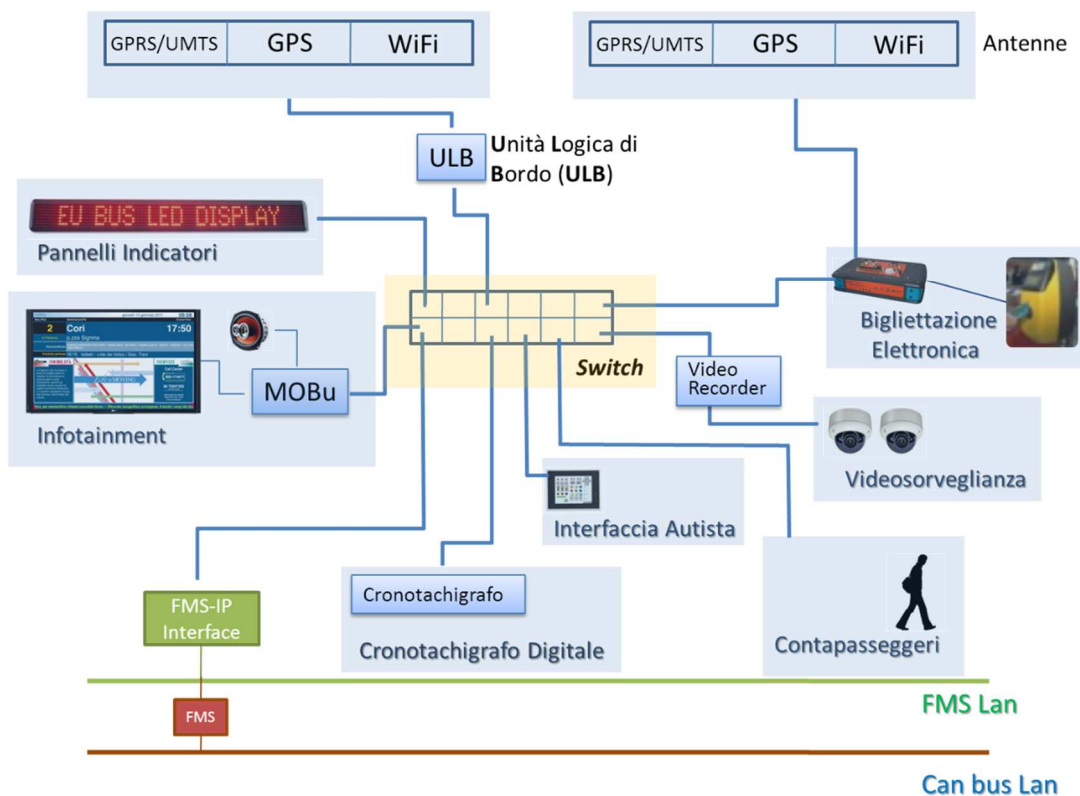 GPRS/UMTS GPS WiFi
GPRS/UMTS GPS WiFi
Antenne
ULB
Unità Logica di
Bordo (ULB)
EU BUS LED DISPLAY
Pannelli Indicatori
2 Cori 17:50
MOBu
Infotainment
Switch
Video
Recorder
Bigliettazione
Elettronica
Videosorveglianza
Interfaccia Autista
Cronotachigrafo
Cronotachigrafo Digitale
Contapasseggeri
FMS-IP
Interface
FMS
FMS Lan
Can bus Lan